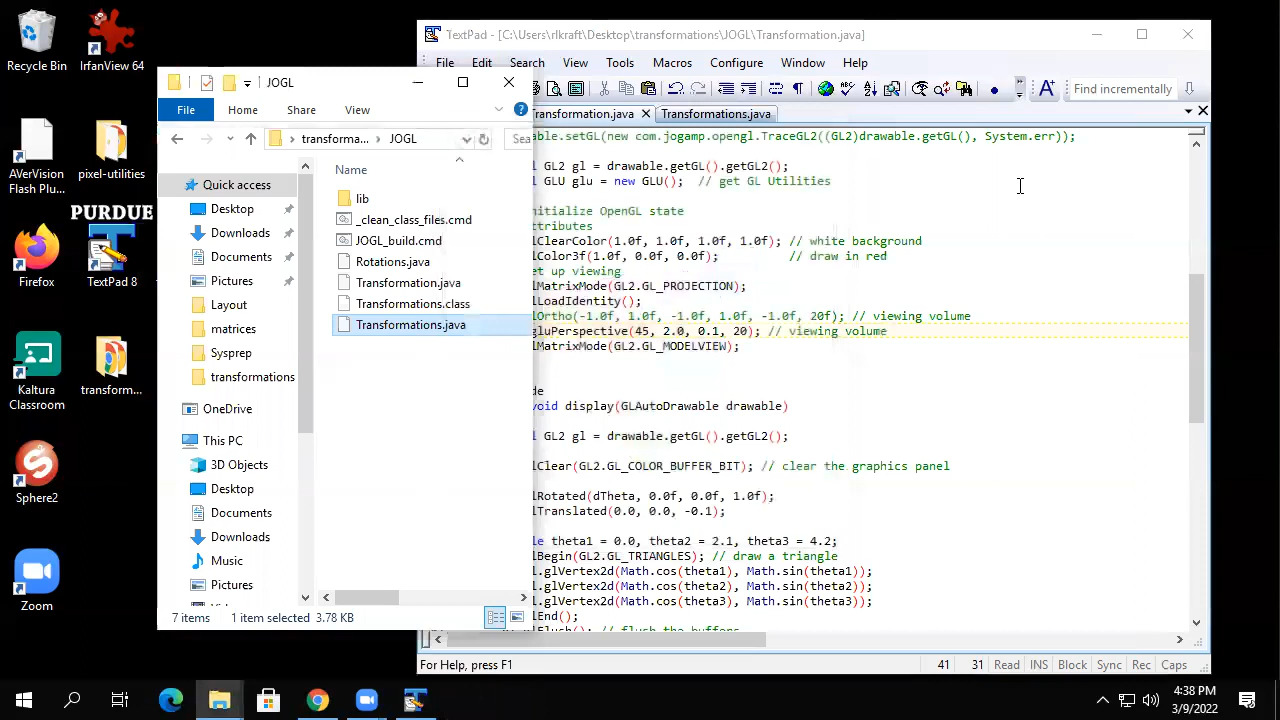 Recycle Bin
IrfanView 64
AVerVision
Flash Plu...
pixel-utilities
PURDUE
Firefox
TextPad 8
Kaltura
Classroom
transform...
Sphere2
Zoom
JOGL
File
Home
Share
View
transforma...
JOGL
Sea
Quick access
Desktop
Downloads
Documents
Pictures
Layout
matrices
Sysprep
transformations
OneDrive
This PC
3D Objects
Desktop
Documents
Downloads
Music
Pictures
Name
lib
_clean_class_files.cmd
JOGL_build.cmd
Rotations.java
Transformation.java
Transformations.class
Transformations.java
7 items 1 item selected 3.78 KB
TextPad - [C:\Users\rlkraft\Desktop\transformations\JOGL\Transformation.java]
File Edit Search View Tools Macros Configure Window Help
Find incrementally
ransformation.java
Transformations.java
able.setGL(new com.jogamp.opengl.TraceGL2((GL2)drawable.getGL(), System.err));
l GL2 gl = drawable.getGL().getGL2();
l GLU glu = new GLU(); // get GL Utilities
nitialize OpenGL state
ttributes
lClearColor(1.0f, 1.0f, 1.0f, 1.0f); // white background
lColor3f(1.0f, 0.0f, 0.0f); // draw in red
et up viewing
lMatrixMode(GL2.GL_PROJECTION);
lLoadIdentity();
lOrtho(-1.0f, 1.0f, -1.0f, 1.0f, -1.0f, 20f); // viewing volume
gluPerspective(45, 2.0, 0.1, 20); // viewing volume
lMatrixMode(GL2.GL_MODELVIEW);
de
void display(GLAutoDrawable drawable)
l GL2 gl = drawable.getGL().getGL2();
lClear(GL2.GL_COLOR_BUFFER_BIT); // clear the graphics panel
lRotated(dTheta, 0.0f, 0.0f, 1.0f);
lTranslated(0.0, 0.0, -0.1);
le theta1 = 0.0, theta2 = 2.1, theta3 = 4.2;
lBegin(GL2.GL_TRIANGLES); // draw a triangle
l.glVertex2d(Math.cos(theta1), Math.sin(theta1));
l.glVertex2d(Math.cos(theta2), Math.sin(theta2));
l.glVertex2d(Math.cos(theta3), Math.sin(theta3));
lEnd();
lFlush(); // flush the buffers
For Help, press F1
41 31 Read INS Block Sync Rec Caps
4:38 PM
3/9/2022